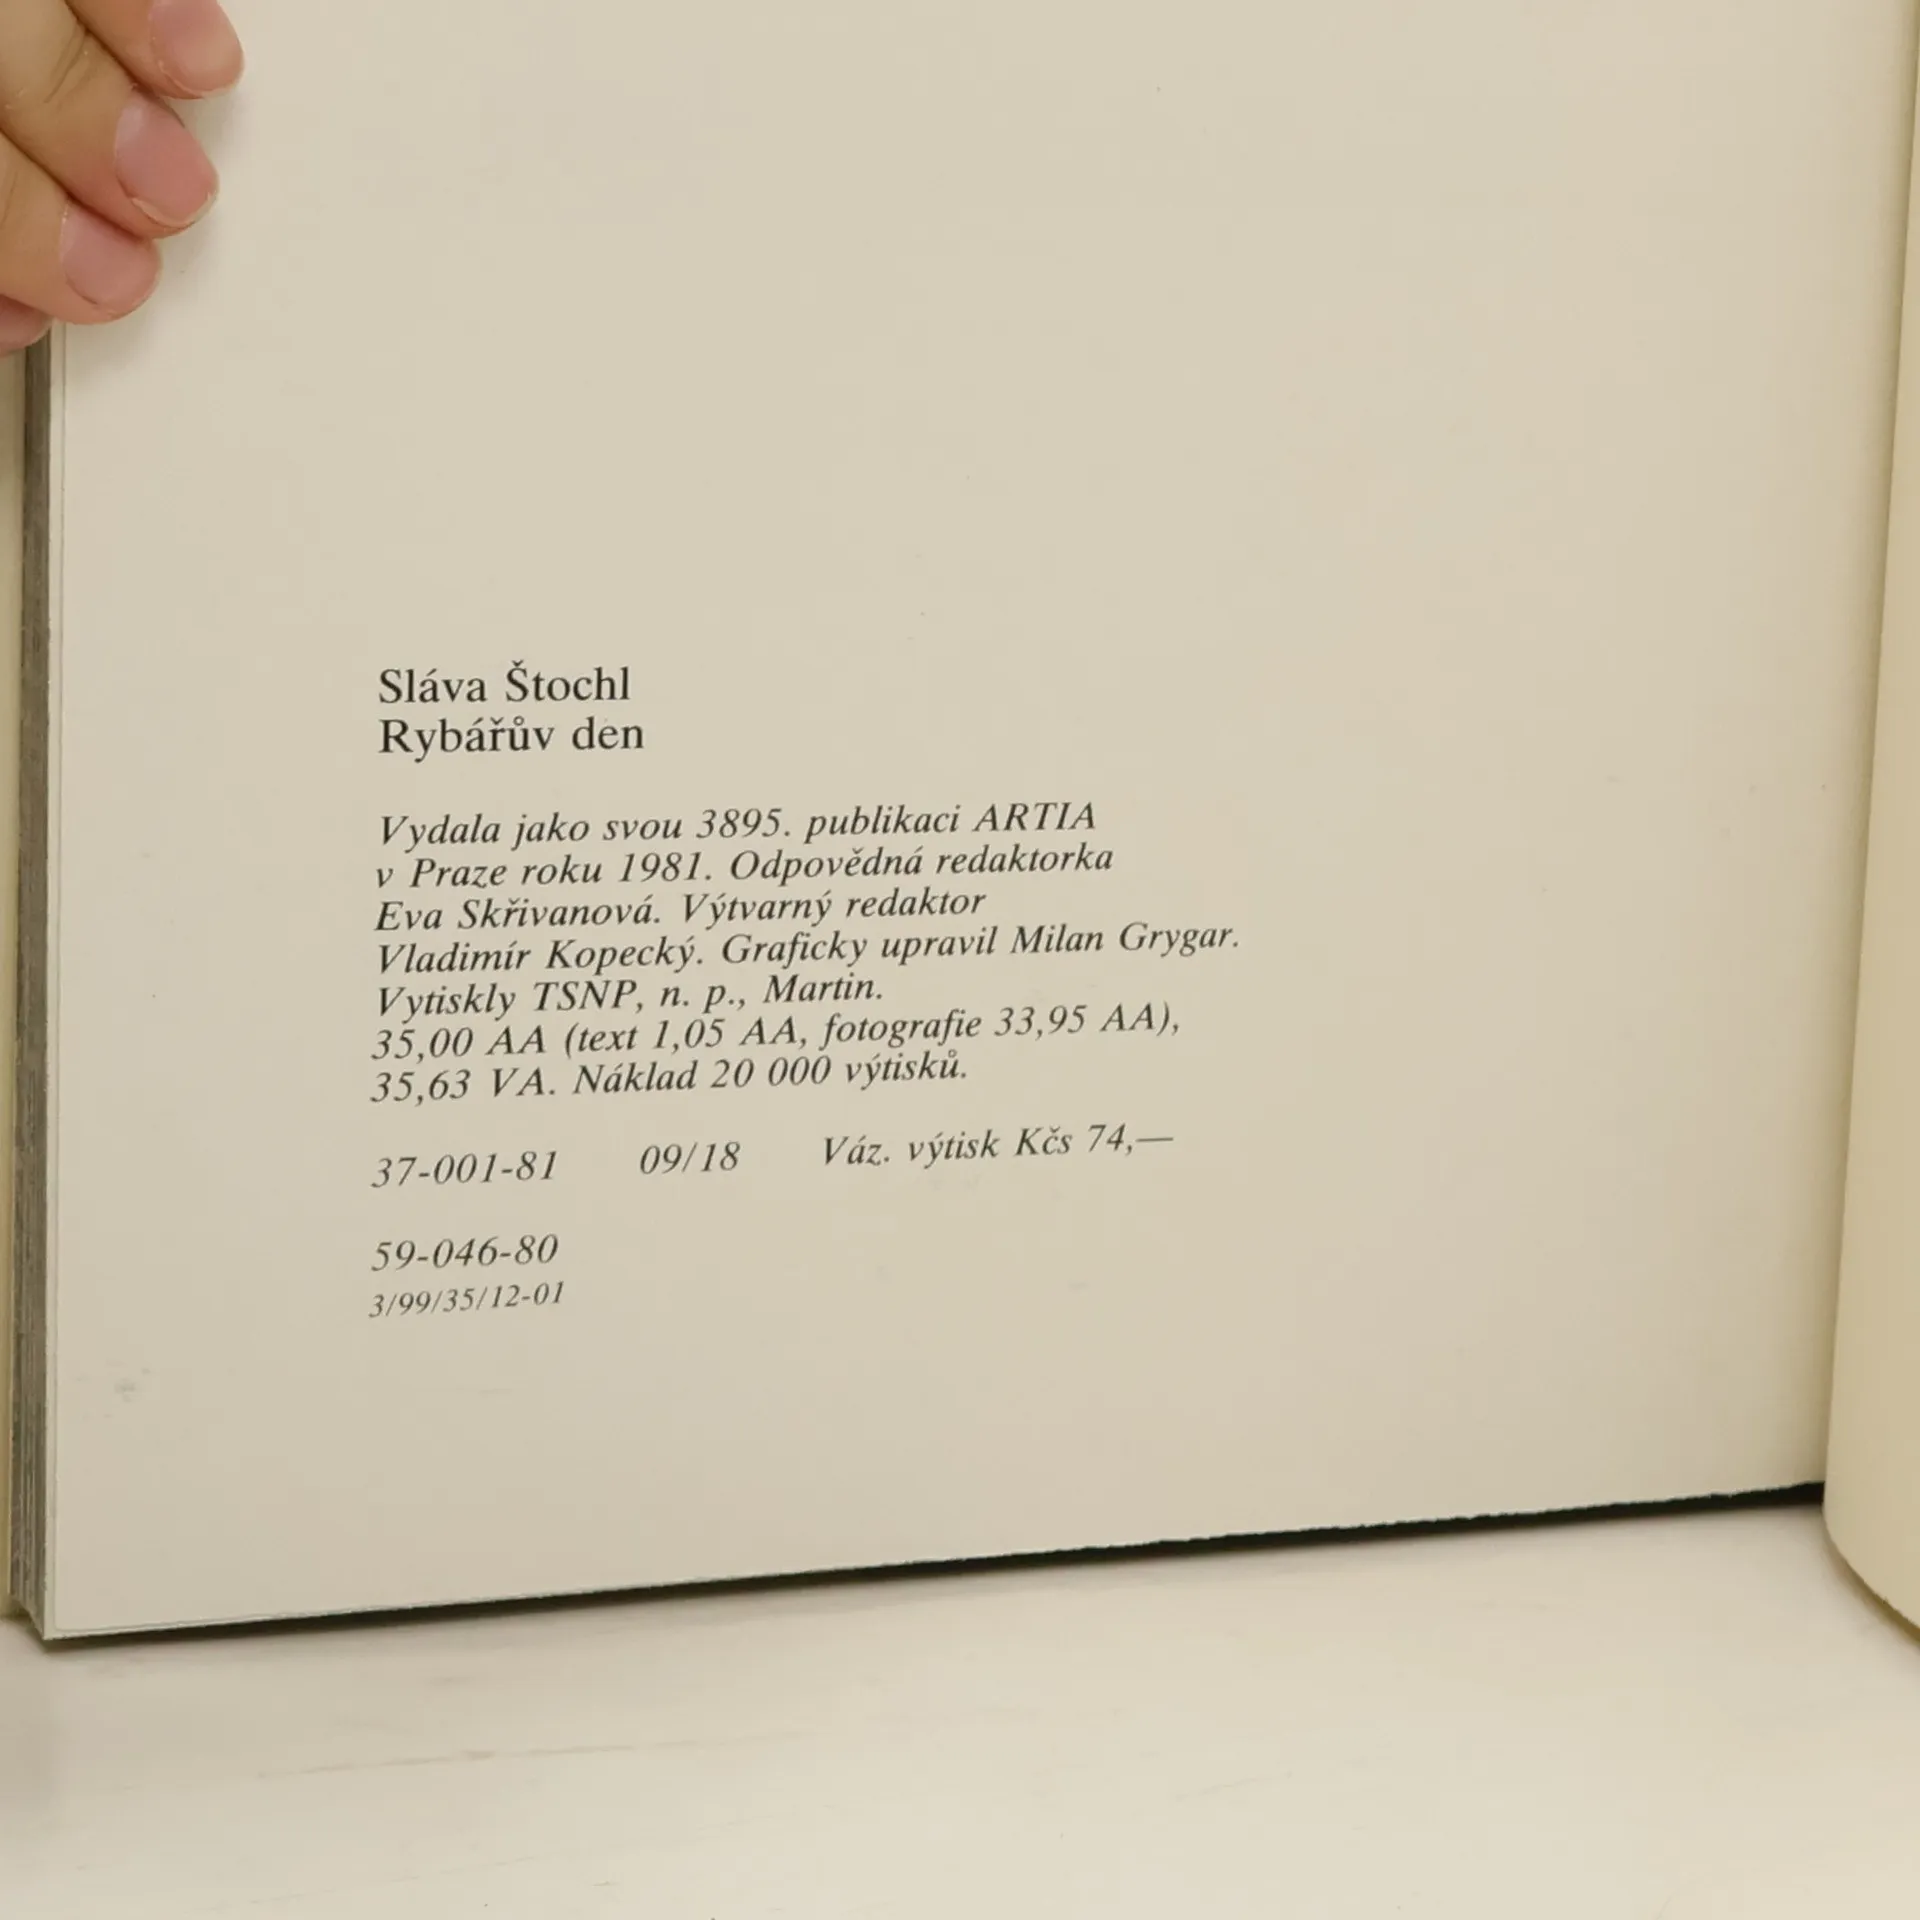 Sláva Štochl
Rybářův den
Vydala jako svou 3895. publikaci ARTIA
v Praze roku 1981. Odpovědná redaktorka
Eva Skřivanová. Výtvarný redaktor
Vladimír Kopecký. Graficky upravil Milan Grygar.
Vytiskly TSNP, n. p., Martin.
35,00 AA (text 1,05 AA, fotografie 33,95 AA),
35,63 VA. Náklad 20 000 výtisků.
37-001-81 09/18 Váz. výtisk Kčs 74,—
59-046-80
3/99/35/12-01